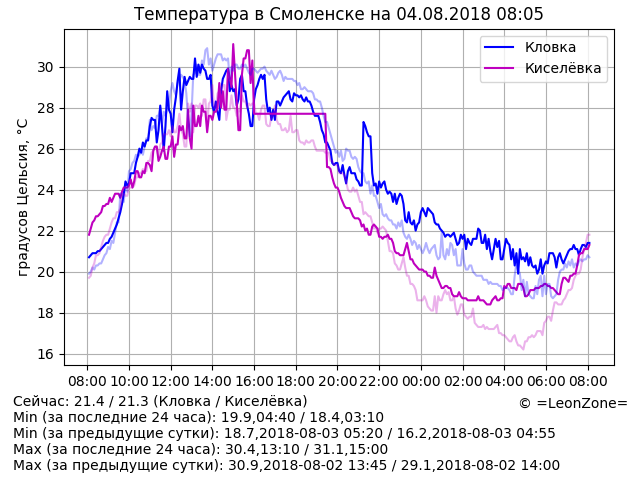 Температура в Смоленске на 04.08.2018 08:05
градусов Цельсия, °C
30
28
26
24
22
20
18
16
Кловка
Киселёвка
08:00 10:00 12:00 14:00 16:00 18:00 20:00 22:00 00:00 02:00 04:00 06:00 08:00
Сейчас: 21.4 / 21.3 (Кловка / Киселёвка)
© =LeonZone=
Min (за последние 24 часа): 19.9,04:40 / 18.4,03:10
Min (за предыдущие сутки): 18.7,2018-08-03 05:20 / 16.2,2018-08-03 04:55
Max (за последние 24 часа): 30.4,13:10 / 31.1,15:00
Max (за предыдущие сутки): 30.9,2018-08-02 13:45 / 29.1,2018-08-02 14:00